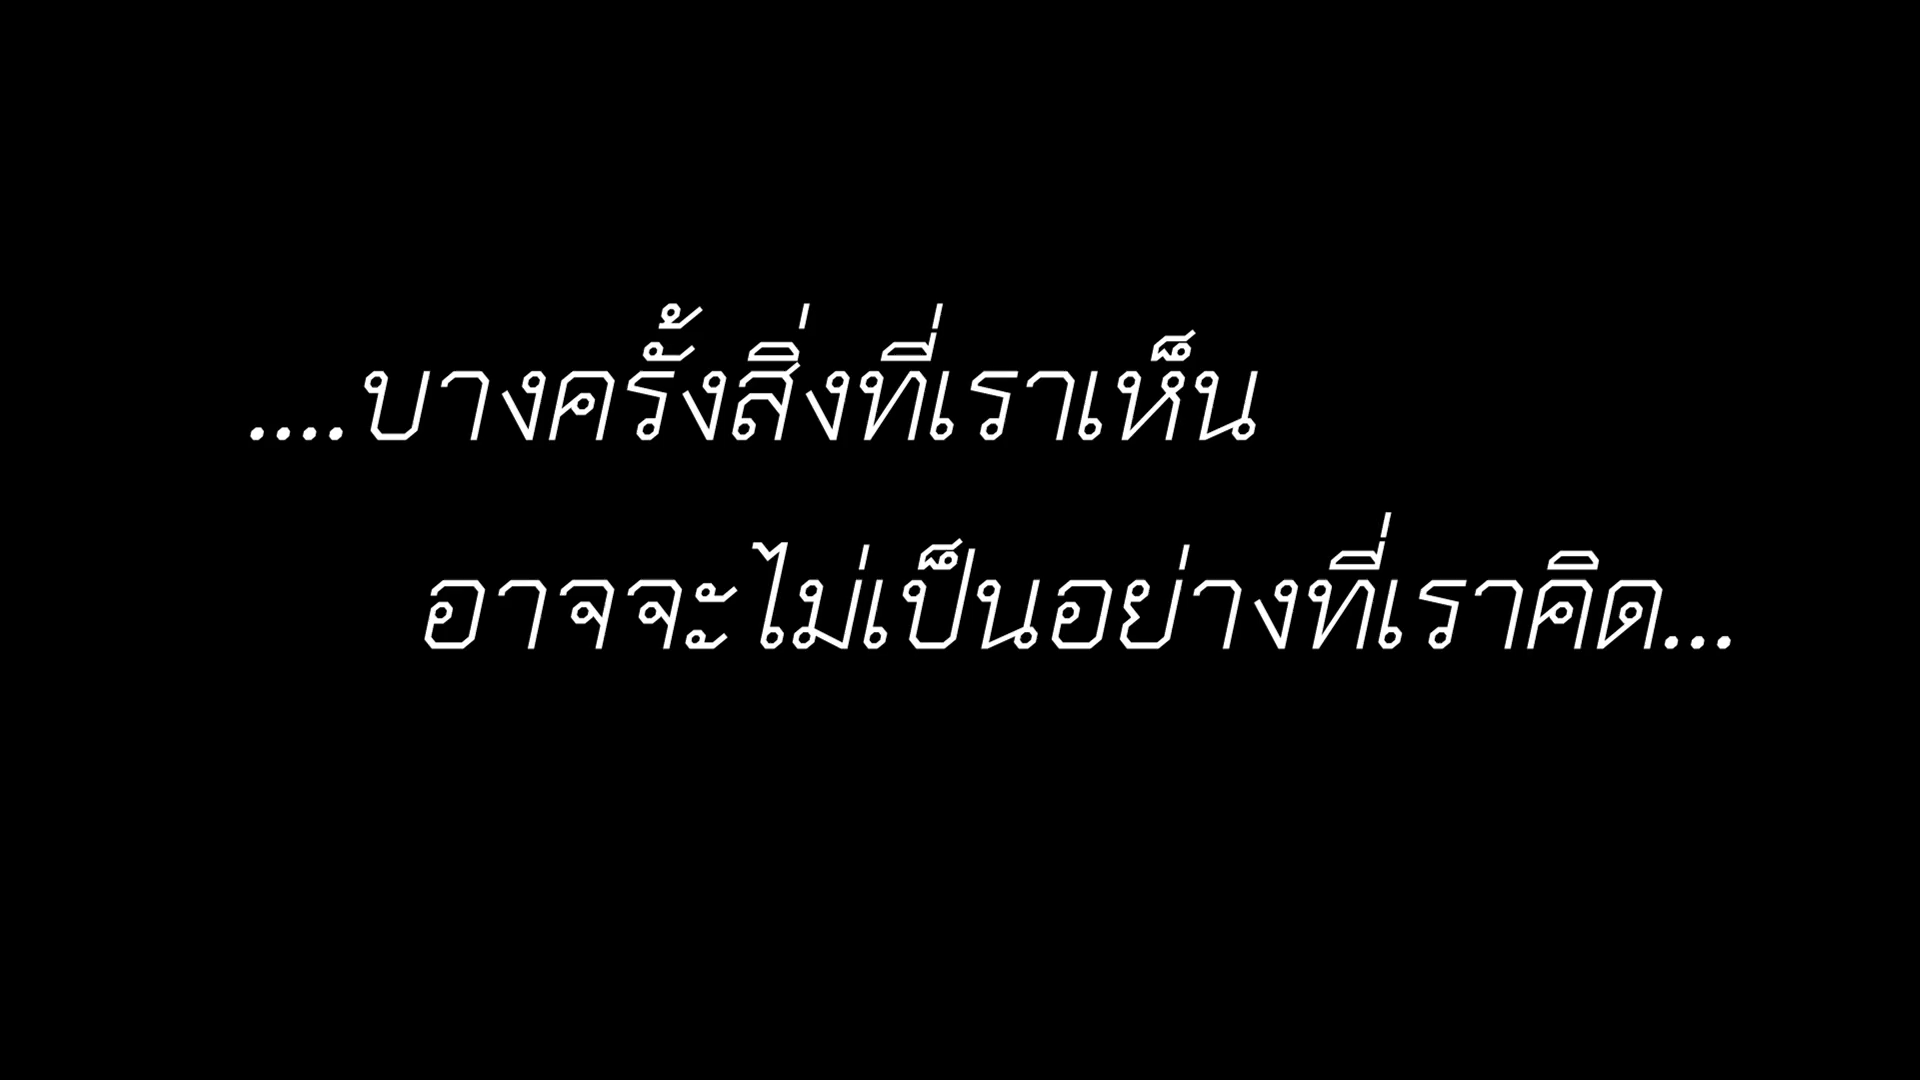 ....บางครั้งสิ่งที่เราเห็น
อาจจะไม่เป็นอย่างที่เราคิด...